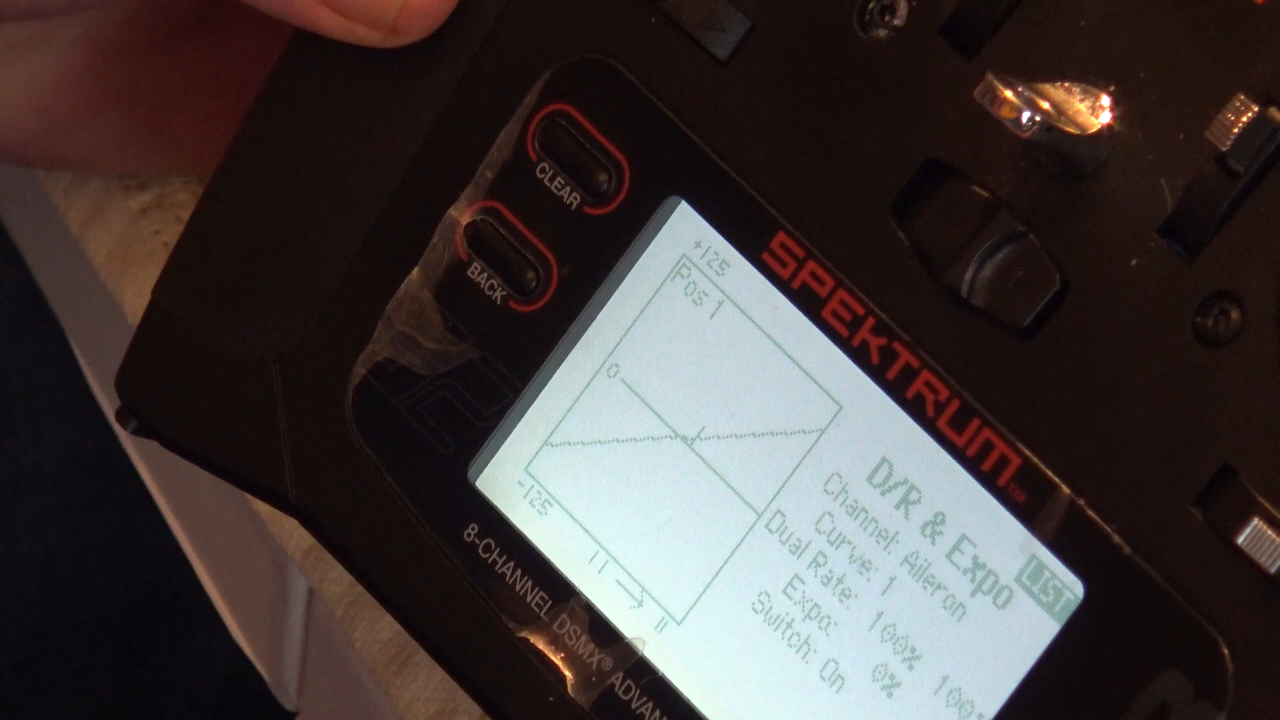 CLEAR
BACK
SPEKTRUM™
+125
Pos 1
0
-125
D/R & Expo
LIST
Channel: Aileron
Curve: 1
Dual Rate: 100% 100
Expo: 0%
Switch: On
8-CHANNEL DSMX® ADVAN